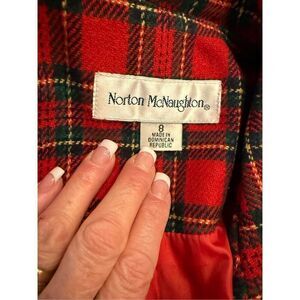 Norton McNaughton®
8
MADE IN
DOMINICAN
REPUBLIC